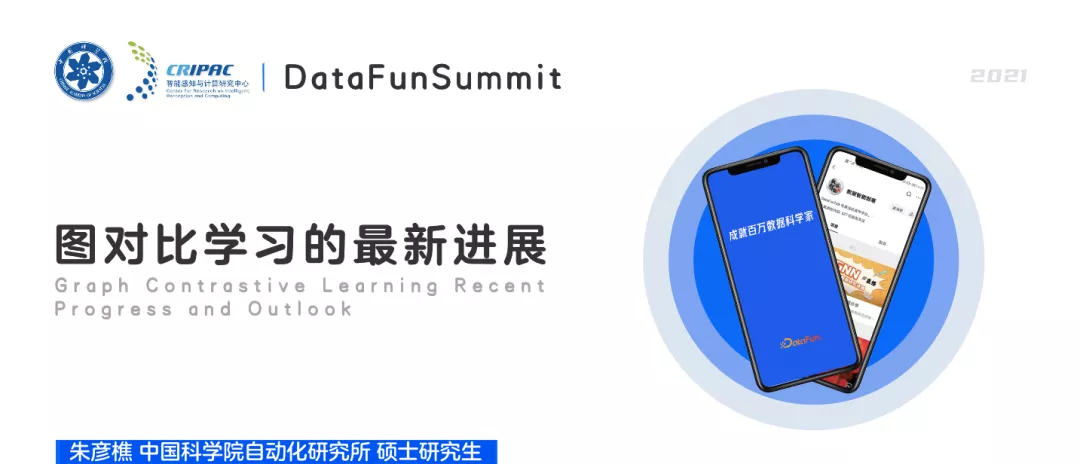 CRIPAC
智能感知与计算研究中心
Center for Research on Intelligent
Perception and Computing
DataFunSummit
2021
图对比学习的最新进展
Graph Contrastive Learning Recent
Progress and Outlook
成就百万数据科学家
DataFun
朱彦樵 中国科学院自动化研究所 硕士研究生